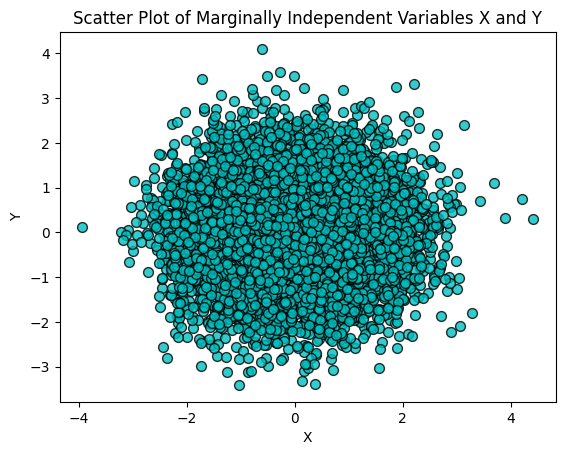 Scatter Plot of Marginally Independent Variables X and Y
4
3
2
1
0
−1
−2
−3
Y
−4 −2 0 2 4
X